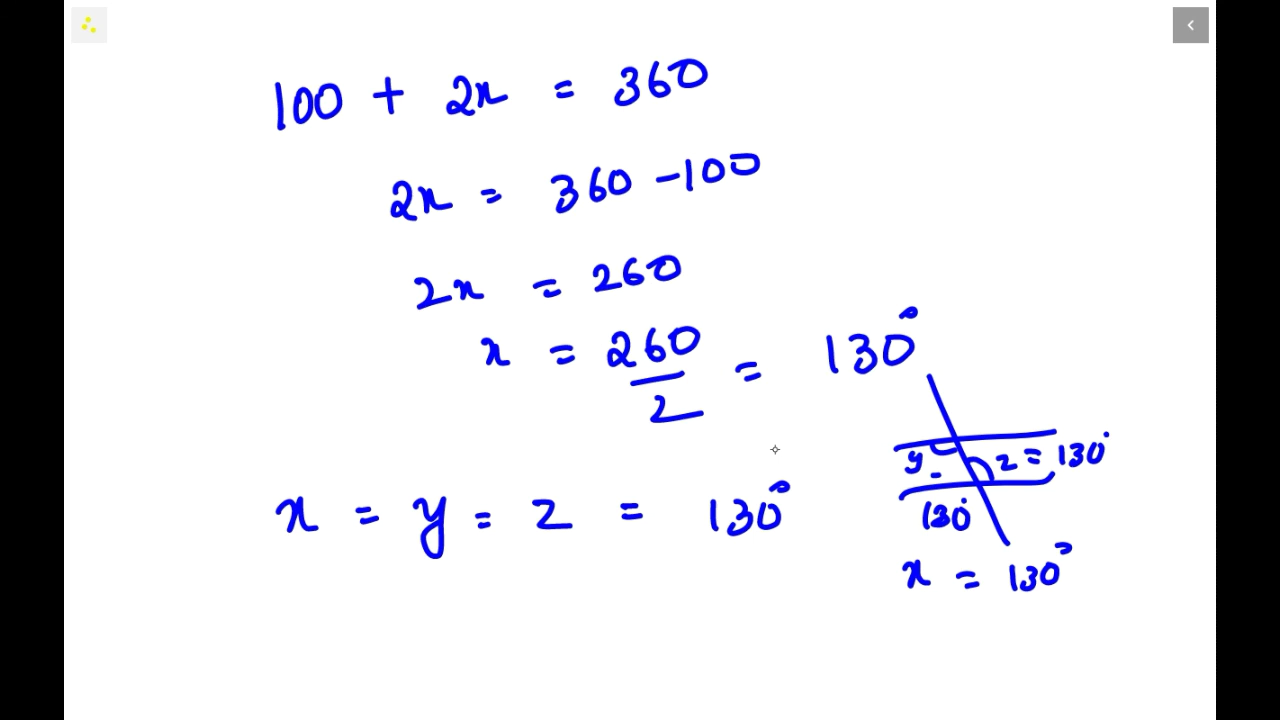 100 + 2x = 360
2x = 360 - 100
2x = 260
x = 260/2 = 130°
y z = 130°
130°
x = y = z = 130°
x = 130°